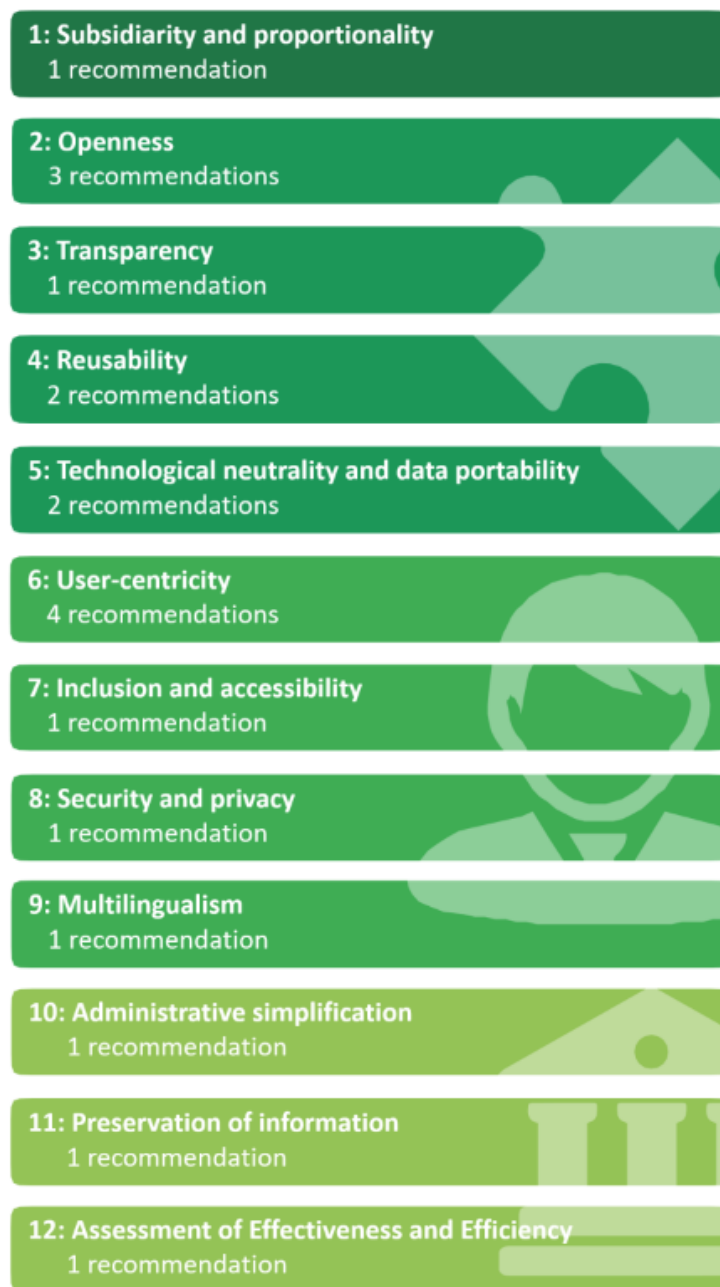 1: Subsidiarity and proportionality
1 recommendation
2: Openness
3 recommendations
3: Transparency
1 recommendation
4: Reusability
2 recommendations
5: Technological neutrality and data portability
2 recommendations
6: User-centricity
4 recommendations
7: Inclusion and accessibility
1 recommendation
8: Security and privacy
1 recommendation
9: Multilingualism
1 recommendation
10: Administrative simplification
1 recommendation
11: Preservation of information
1 recommendation
12: Assessment of Effectiveness and Efficiency
1 recommendation